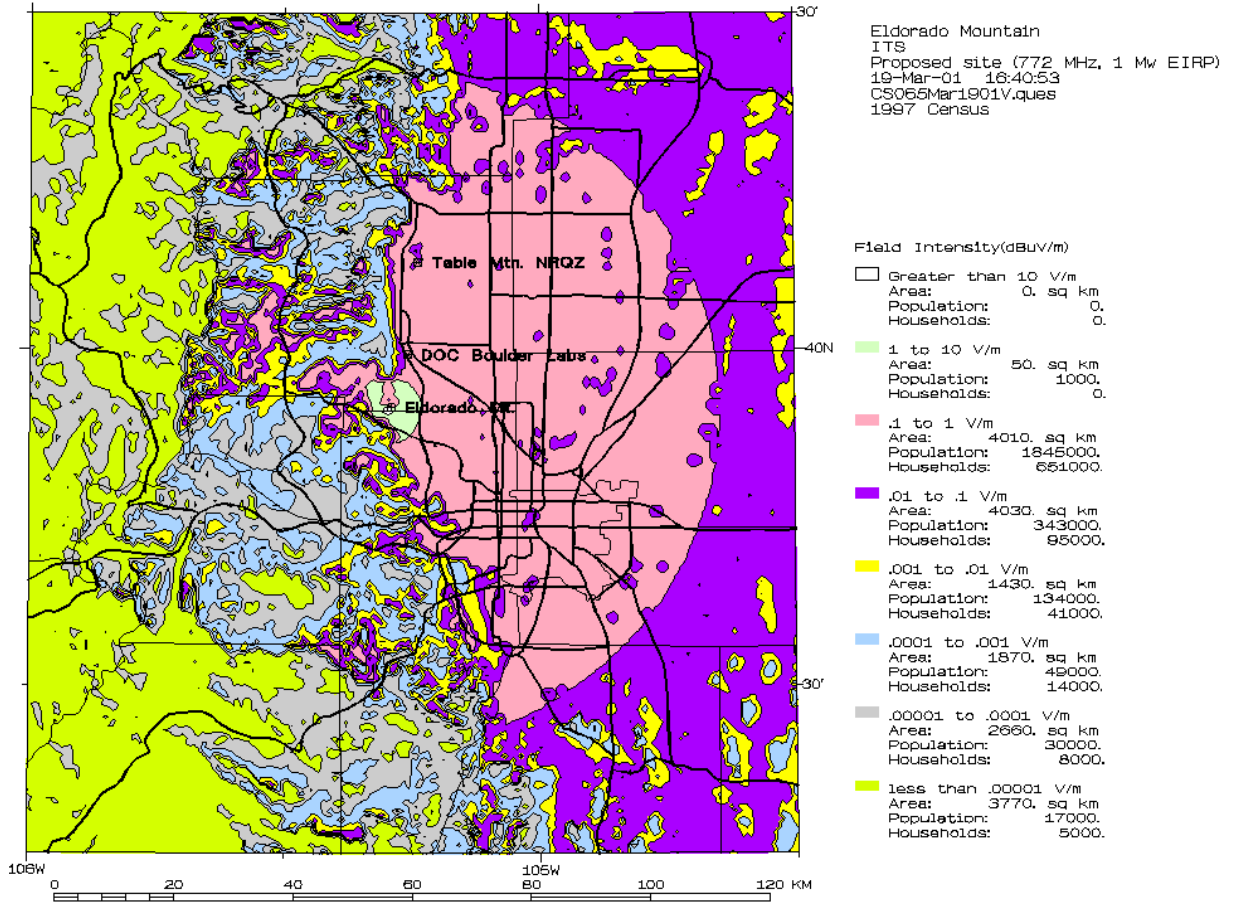 30'
Eldorado Mountain
ITS
Proposed site (772 MHz, 1 Mw EIRP)
19-Mar-01 16:40:53
CS065Mar1901V.ques
1997 Census
Field Intensity(dBuV/m)
Greater than 10 V/m
Area: 0. sq km
Population: 0.
Households: 0.
1 to 10 V/m
Area: 50. sq km
Population: 1000.
Households: 0.
.1 to 1 V/m
Area: 4010. sq km
Population: 1845000.
Households: 651000.
.01 to .1 V/m
Area: 4030. sq km
Population: 343000.
Households: 95000.
.001 to .01 V/m
Area: 1430. sq km
Population: 134000.
Households: 41000.
.0001 to .001 V/m
Area: 1870. sq km
Population: 49000.
Households: 14000.
.00001 to .0001 V/m
Area: 2660. sq km
Population: 30000.
Households: 8000.
less than .00001 V/m
Area: 3770. sq km
Population: 17000.
Households: 5000.
Table Mtn. NRQZ
40N
DOC Boulder Labs
Eldorado Mt.
30'
106W
105W
0 20 40 60 80 100 120 KM